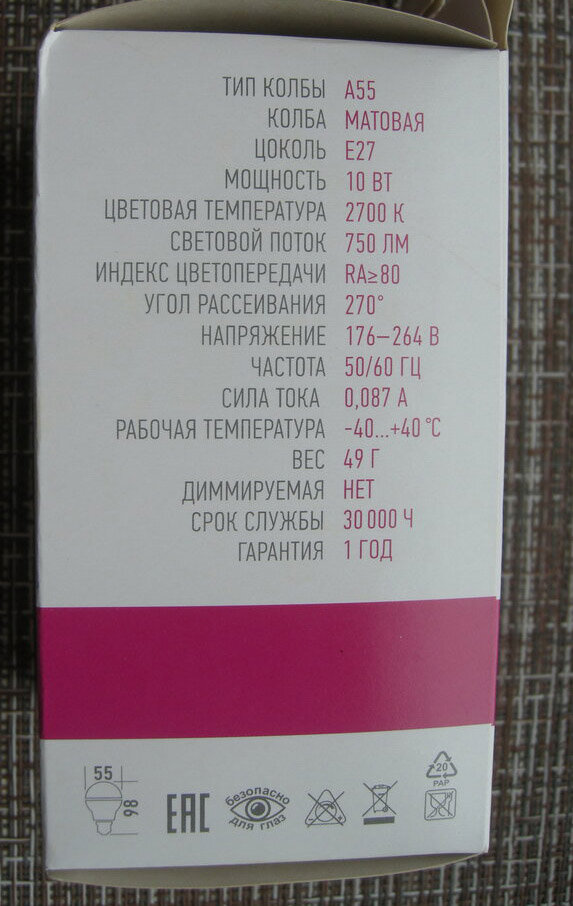 ТИП КОЛБЫ A55
КОЛБА МАТОВАЯ
ЦОКОЛЬ E27
МОЩНОСТЬ 10 ВТ
ЦВЕТОВАЯ ТЕМПЕРАТУРА 2700 К
СВЕТОВОЙ ПОТОК 750 ЛМ
ИНДЕКС ЦВЕТОПЕРЕДАЧИ RA≥80
УГОЛ РАССЕИВАНИЯ 270°
НАПРЯЖЕНИЕ 176–264 В
ЧАСТОТА 50/60 ГЦ
СИЛА ТОКА 0,087 А
РАБОЧАЯ ТЕМПЕРАТУРА -40...+40 °С
ВЕС 49 Г
ДИММИРУЕМАЯ НЕТ
СРОК СЛУЖБЫ 30 000 Ч
ГАРАНТИЯ 1 ГОД
55
98
EAC
безопасно
для глаз
20
PAP